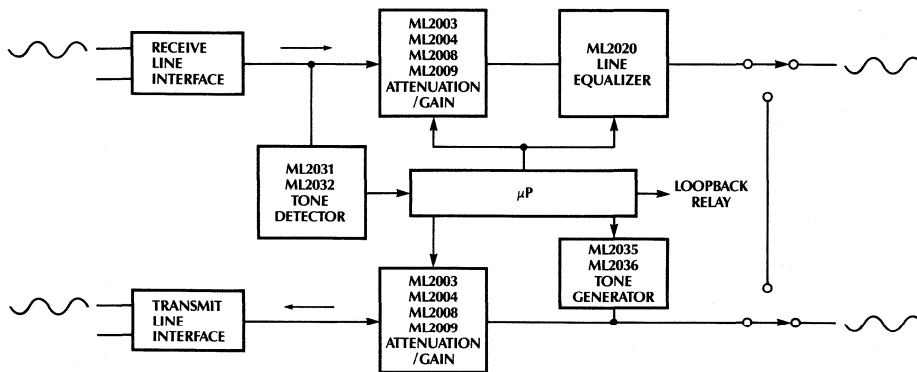 RECEIVE
LINE
INTERFACE
ML2003
ML2004
ML2008
ML2009
ATTENUATION
/GAIN
ML2020
LINE
EQUALIZER
ML2031
ML2032
TONE
DETECTOR
μP
LOOPBACK
RELAY
ML2035
ML2036
TONE
GENERATOR
TRANSMIT
LINE
INTERFACE
ML2003
ML2004
ML2008
ML2009
ATTENUATION
/GAIN